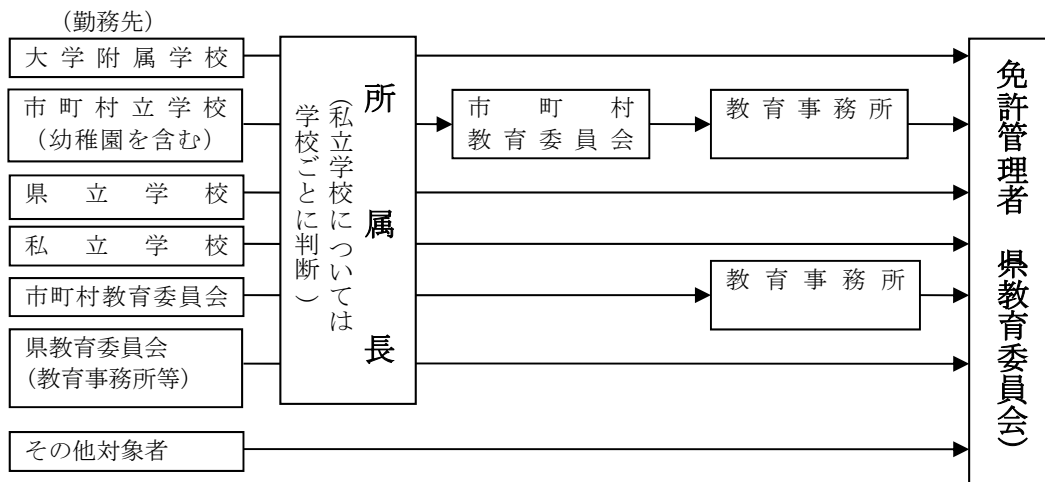 （勤務先）
大学附属学校
市町村立学校
（幼稚園を含む）
県立学校
私立学校
市町村教育委員会
県教育委員会
（教育事務所等）
その他対象者
所属長
（私立学校については
学校ごとに判断）
市町村
教育委員会
教育事務所
教育事務所
免許管理者　県教育委員会）